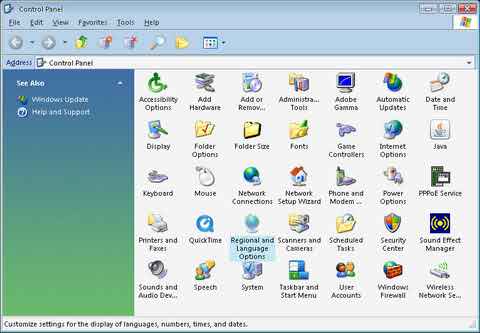 Control Panel
File Edit View Favorites Tools Help
Address Control Panel
See Also
Windows Update
Help and Support
Accessibility Options
Add Hardware
Add or Remov...
Administra... Tools
Adobe Gamma
Automatic Updates
Date and Time
Display
Folder Options
Folder Size
Fonts
Game Controllers
Internet Options
Java
Keyboard
Mouse
Network Connections
Network Setup Wizard
Phone and Modem ...
Power Options
PPPoE Service
Printers and Faxes
QuickTime
Regional and Language Options
Scanners and Cameras
Scheduled Tasks
Security Center
Sound Effect Manager
Sounds and Audio Dev...
Speech
System
Taskbar and Start Menu
User Accounts
Windows Firewall
Wireless Network Se...
Customize settings for the display of languages, numbers, times, and dates.